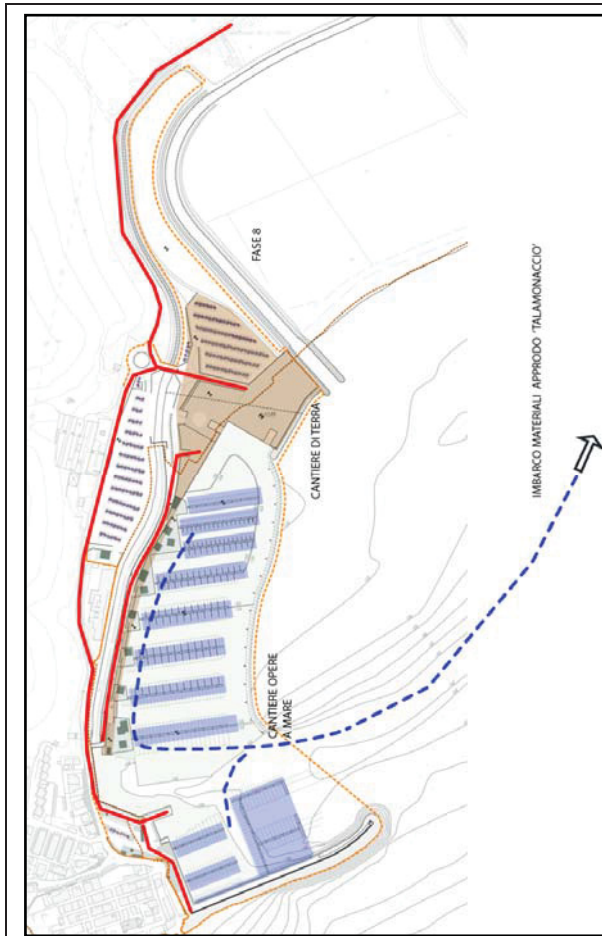 FASE 8
CANTIERE DI TERRA
IMBARCO MATERIALI APPRODO 'TALAMONACCIO'
CANTIERE OPERE
A MARE